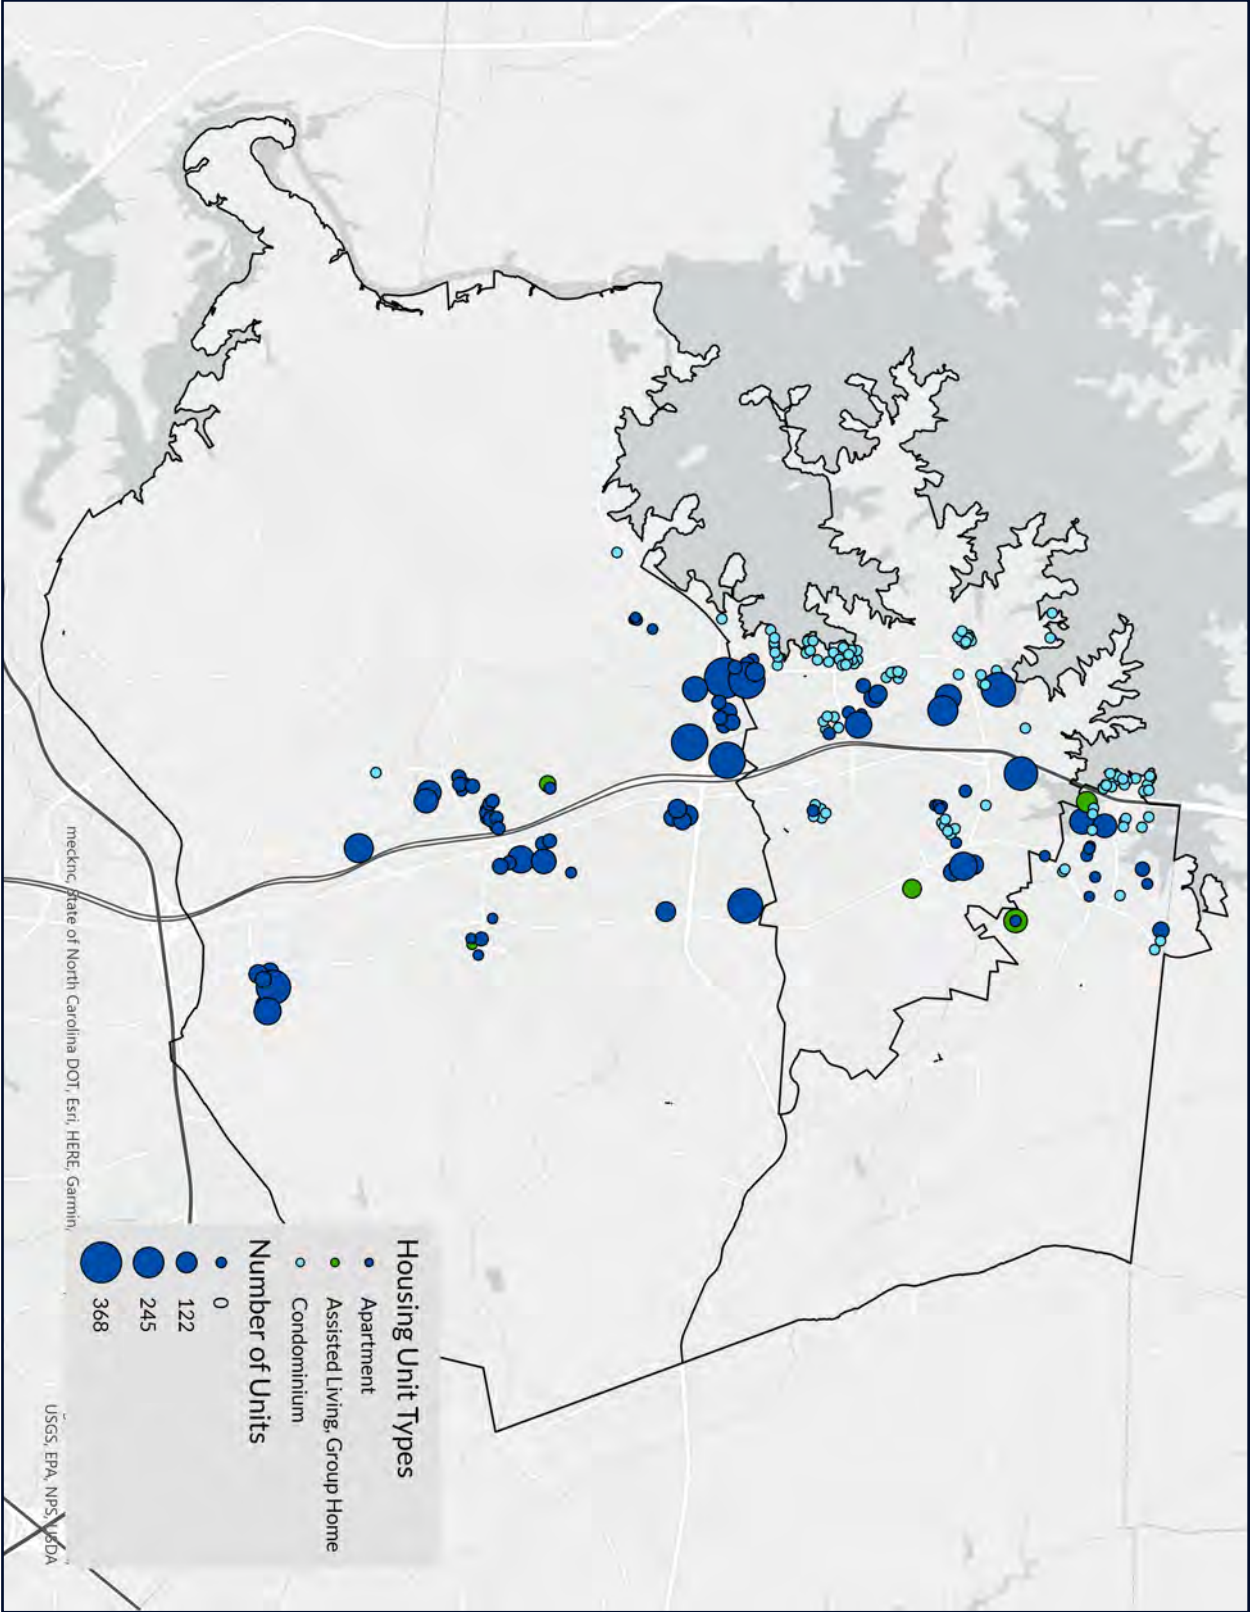 Housing Unit Types
Apartment
Assisted Living, Group Home
Condominium
Number of Units
0
122
245
368
mecknc, State of North Carolina DOT, Esri, HERE, Garmin,
USGS, EPA, NPS, USDA